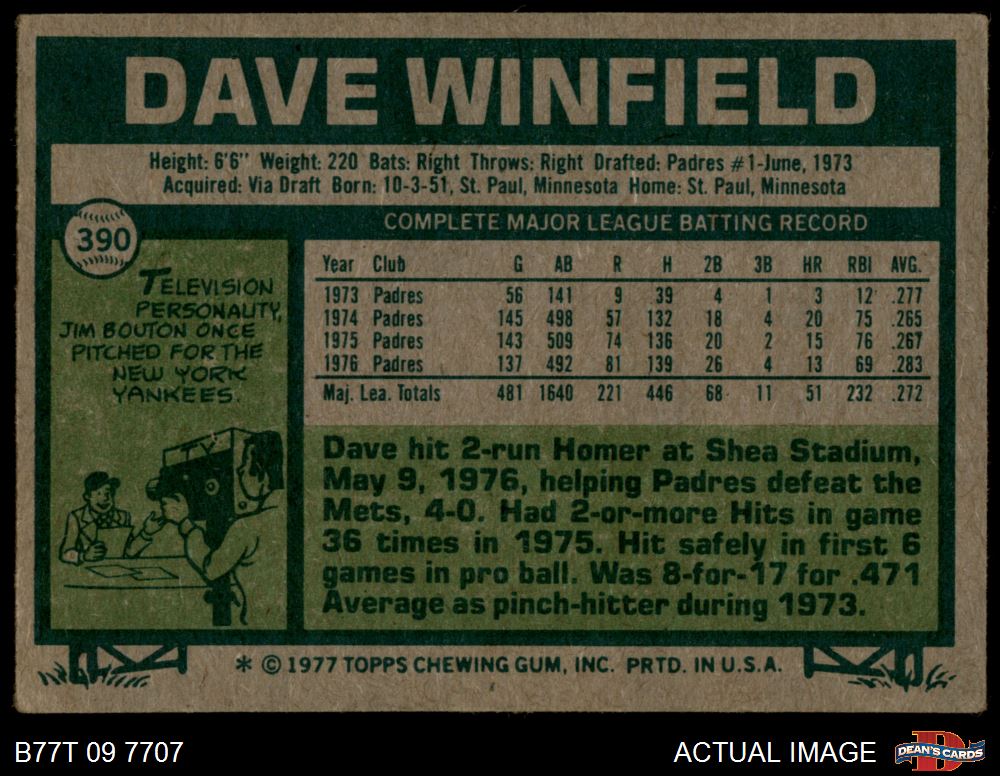 DAVE WINFIELD
Height: 6'6" Weight: 220 Bats: Right Throws: Right Drafted: Padres #1-June, 1973
Acquired: Via Draft Born: 10-3-51, St. Paul, Minnesota Home: St. Paul, Minnesota
390
TELEVISION
PERSONALITY,
JIM BOUTON ONCE
PITCHED FOR THE
NEW YORK
YANKEES.
TV
COMPLETE MAJOR LEAGUE BATTING RECORD
Year Club G AB R H 2B 3B HR RBI AVG.
1973 Padres 56 141 9 39 4 1 3 12 .277
1974 Padres 145 498 57 132 18 4 20 75 .265
1975 Padres 143 509 74 136 20 2 15 76 .267
1976 Padres 137 492 81 139 26 4 13 69 .283
Maj. Lea. Totals 481 1640 221 446 68 11 51 232 .272
Dave hit 2-run Homer at Shea Stadium,
May 9, 1976, helping Padres defeat the
Mets, 4-0. Had 2-or-more Hits in game
36 times in 1975. Hit safely in first 6
games in pro ball. Was 8-for-17 for .471
Average as pinch-hitter during 1973.
* © 1977 TOPPS CHEWING GUM, INC. PRTD. IN U.S.A.
B77T 09 7707
ACTUAL IMAGE
D
DEAN'S CARDS